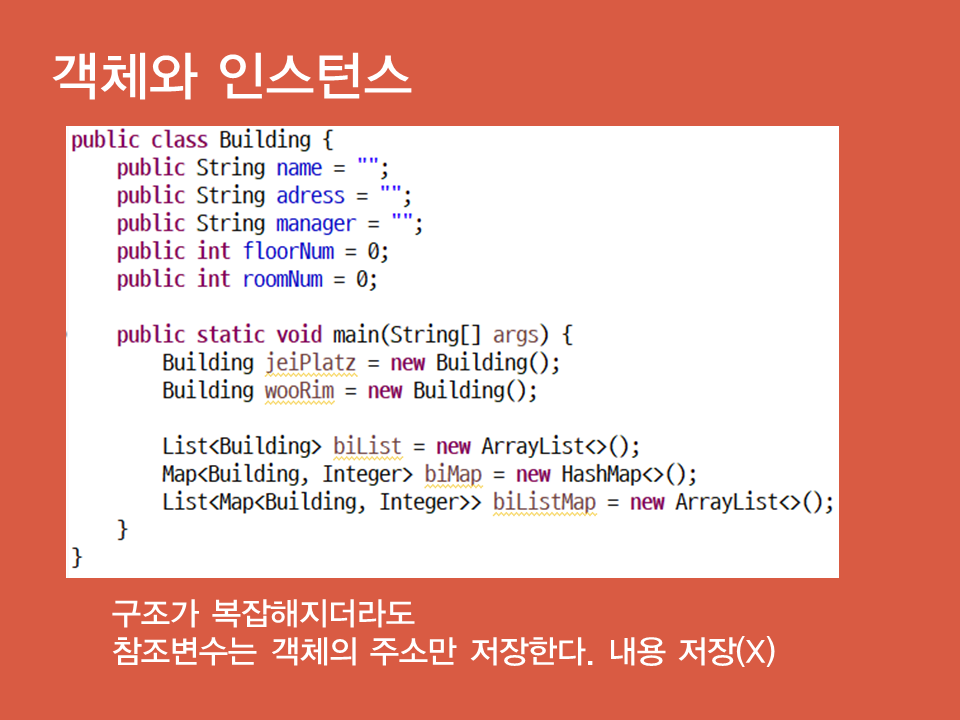 객체와 인스턴스
public class Building {
    public String name = "";
    public String adress = "";
    public String manager = "";
    public int floorNum = 0;
    public int roomNum = 0;

    public static void main(String[] args) {
        Building jeiPlatz = new Building();
        Building wooRim = new Building();

        List<Building> biList = new ArrayList<>();
        Map<Building, Integer> biMap = new HashMap<>();
        List<Map<Building, Integer>> biListMap = new ArrayList<>();
    }
}
구조가 복잡해지더라도
참조변수는 객체의 주소만 저장한다. 내용 저장(X)